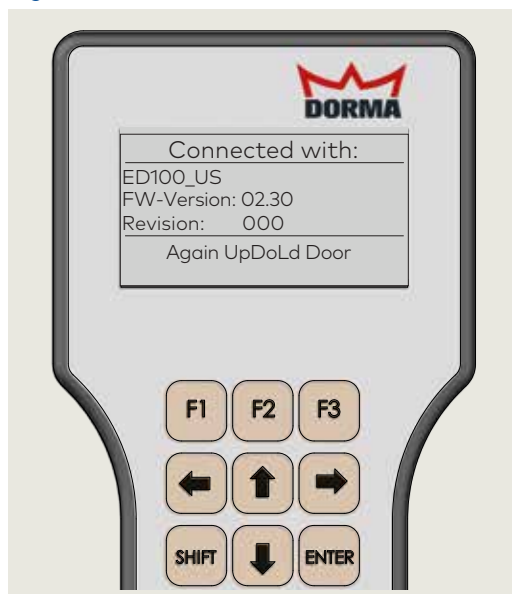 DORMA
Connected with:
ED100_US
FW-Version: 02.30
Revision: 000
Again UpDoLd Door
F1 F2 F3
SHIFT ENTER